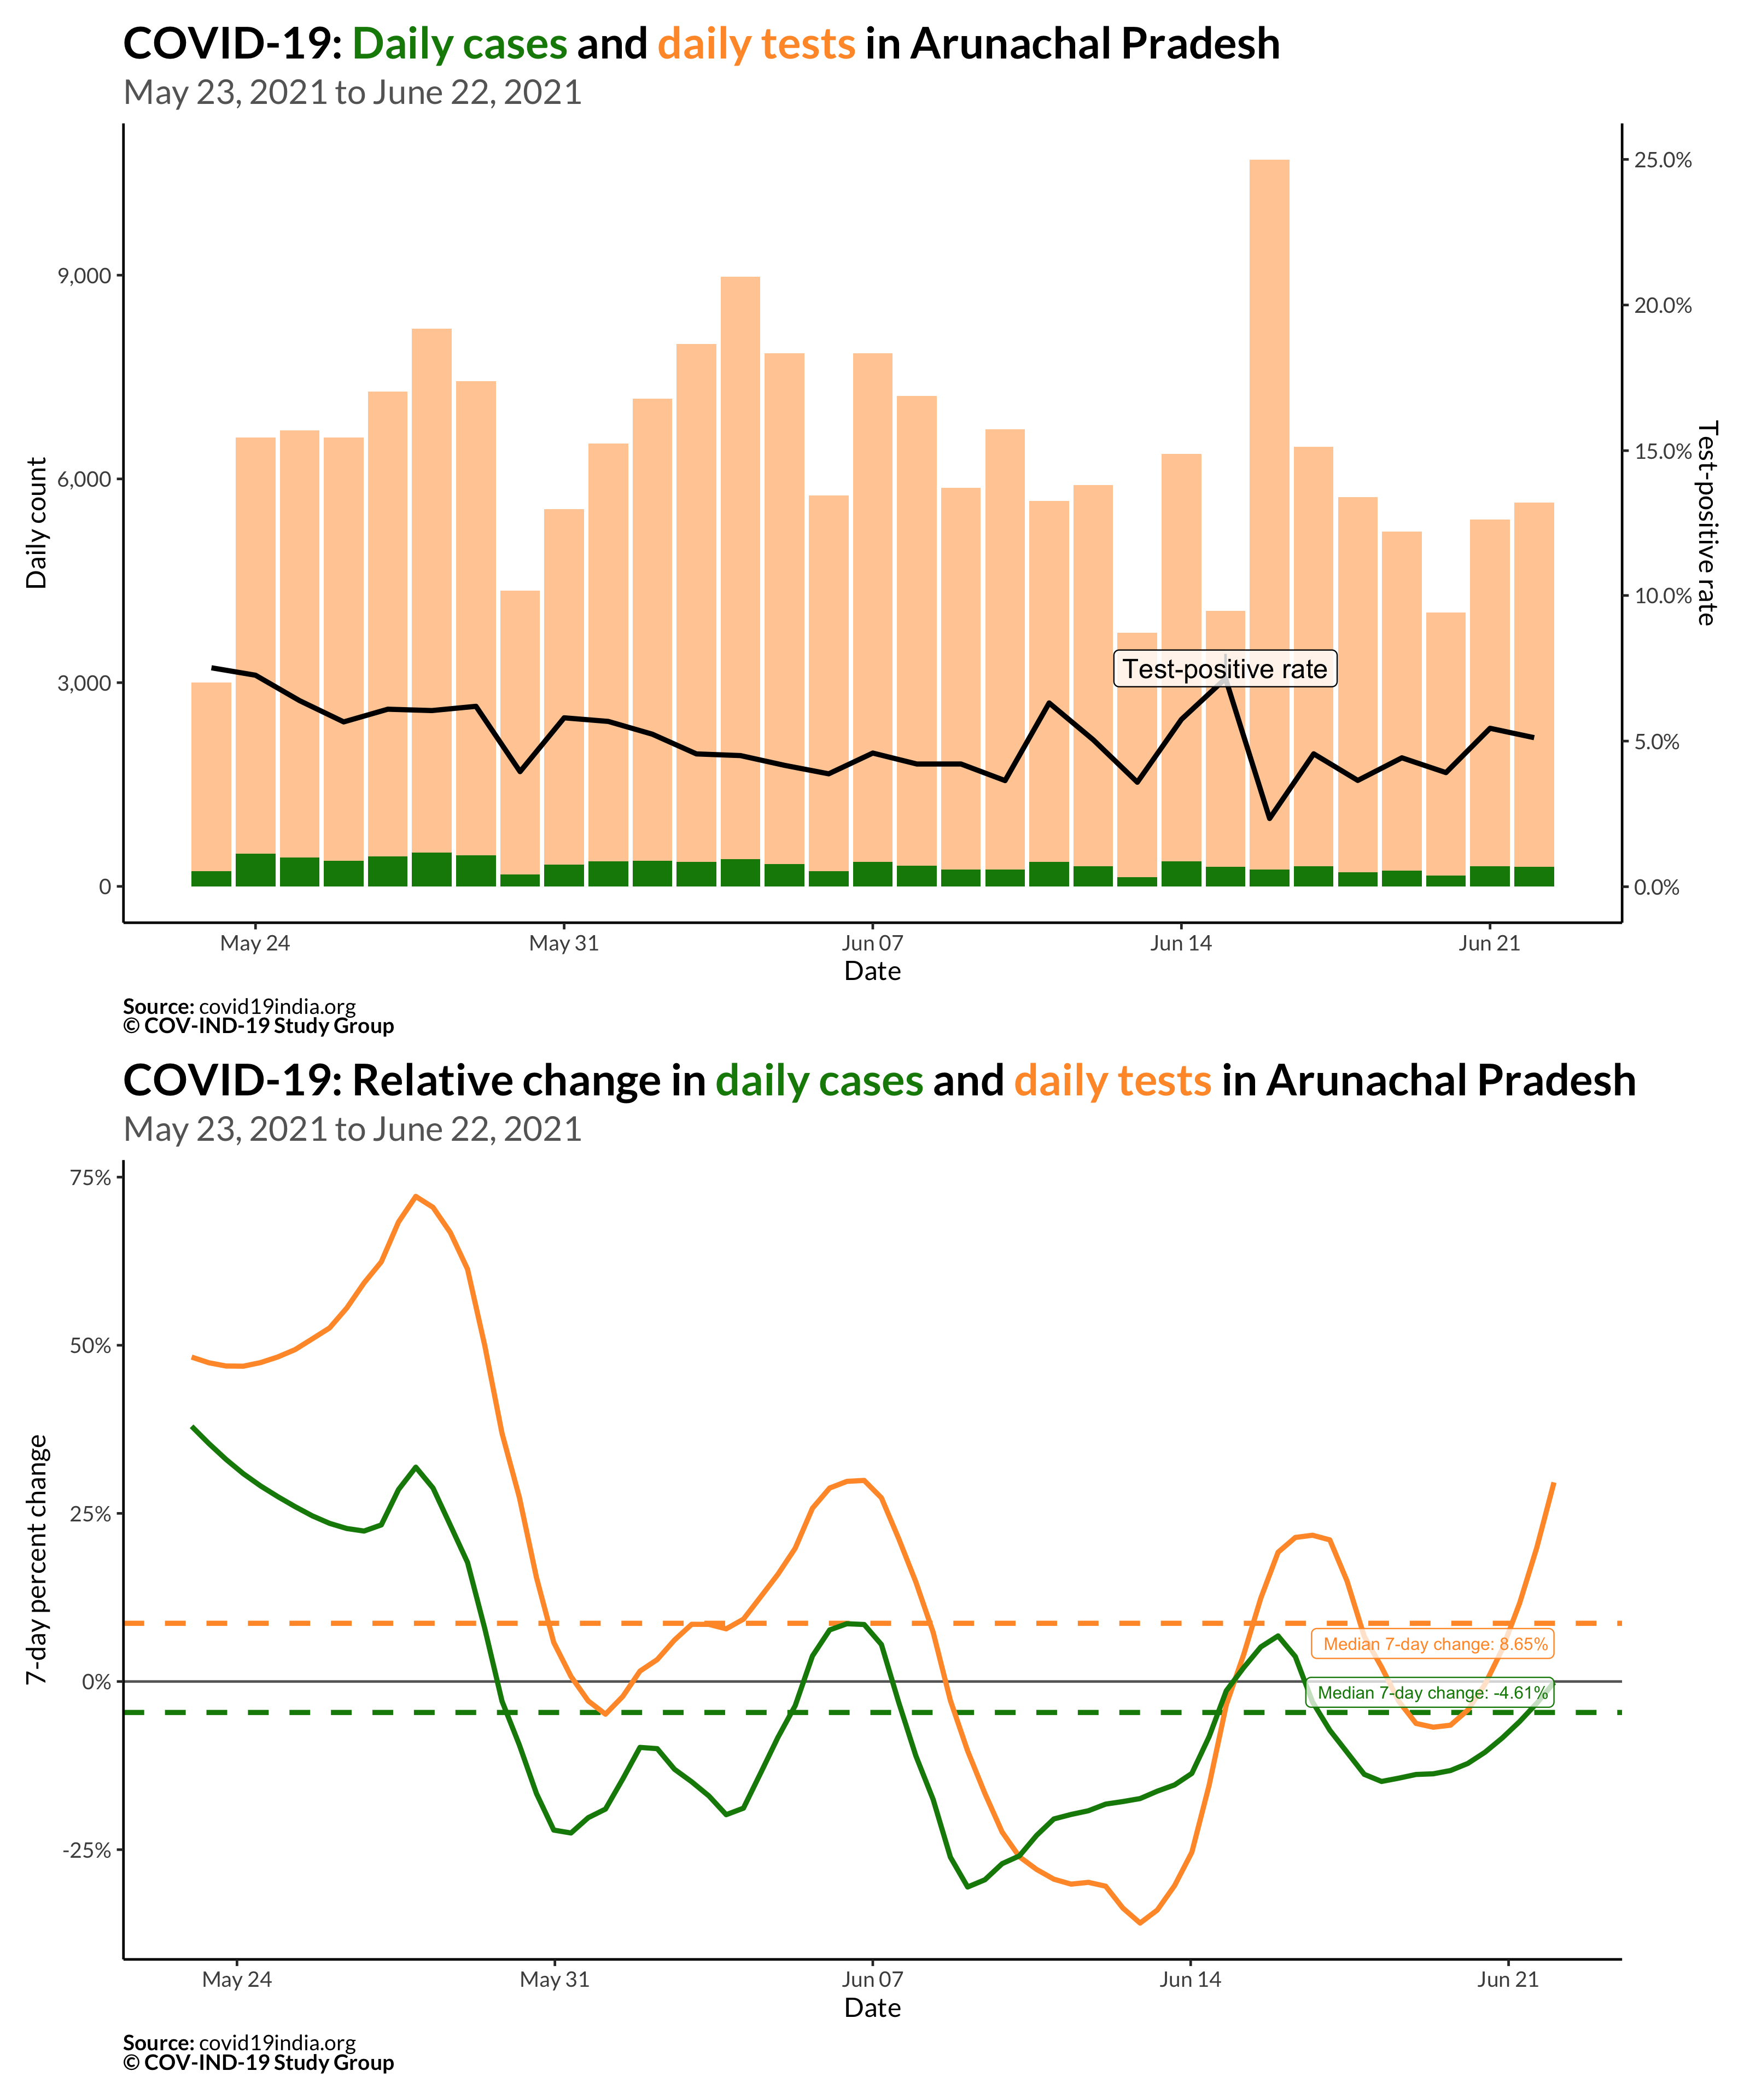 COVID-19: Daily cases and daily tests in Arunachal Pradesh
May 23, 2021 to June 22, 2021
Daily count
9,000
6,000
3,000
0
25.0%
20.0%
15.0%
10.0%
5.0%
0.0%
Test-positive rate
Test-positive rate
May 24
May 31
Jun 07
Jun 14
Jun 21
Date
Source: covid19india.org
© COV-IND-19 Study Group
COVID-19: Relative change in daily cases and daily tests in Arunachal Pradesh
May 23, 2021 to June 22, 2021
7-day percent change
75%
50%
25%
0%
-25%
Median 7-day change: 8.65%
Median 7-day change: -4.61%
May 24
May 31
Jun 07
Jun 14
Jun 21
Date
Source: covid19india.org
© COV-IND-19 Study Group